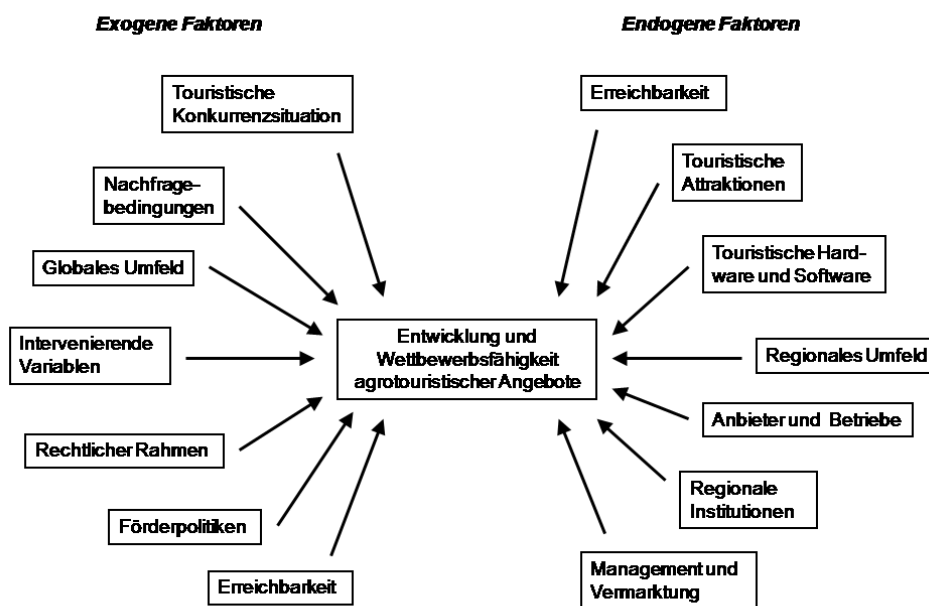 Exogene Faktoren
Endogene Faktoren
Touristische
Konkurrenzsituation
Nachfrage-
bedingungen
Globales Umfeld
Intervenierende
Variablen
Rechtlicher Rahmen
Förderpolitiken
Erreichbarkeit
Entwicklung und
Wettbewerbsfähigkeit
agrotouristischer Angebote
Erreichbarkeit
Touristische
Attraktionen
Touristische Hard-
ware und Software
Regionales Umfeld
Anbieter und Betriebe
Regionale
Institutionen
Management und
Vermarktung